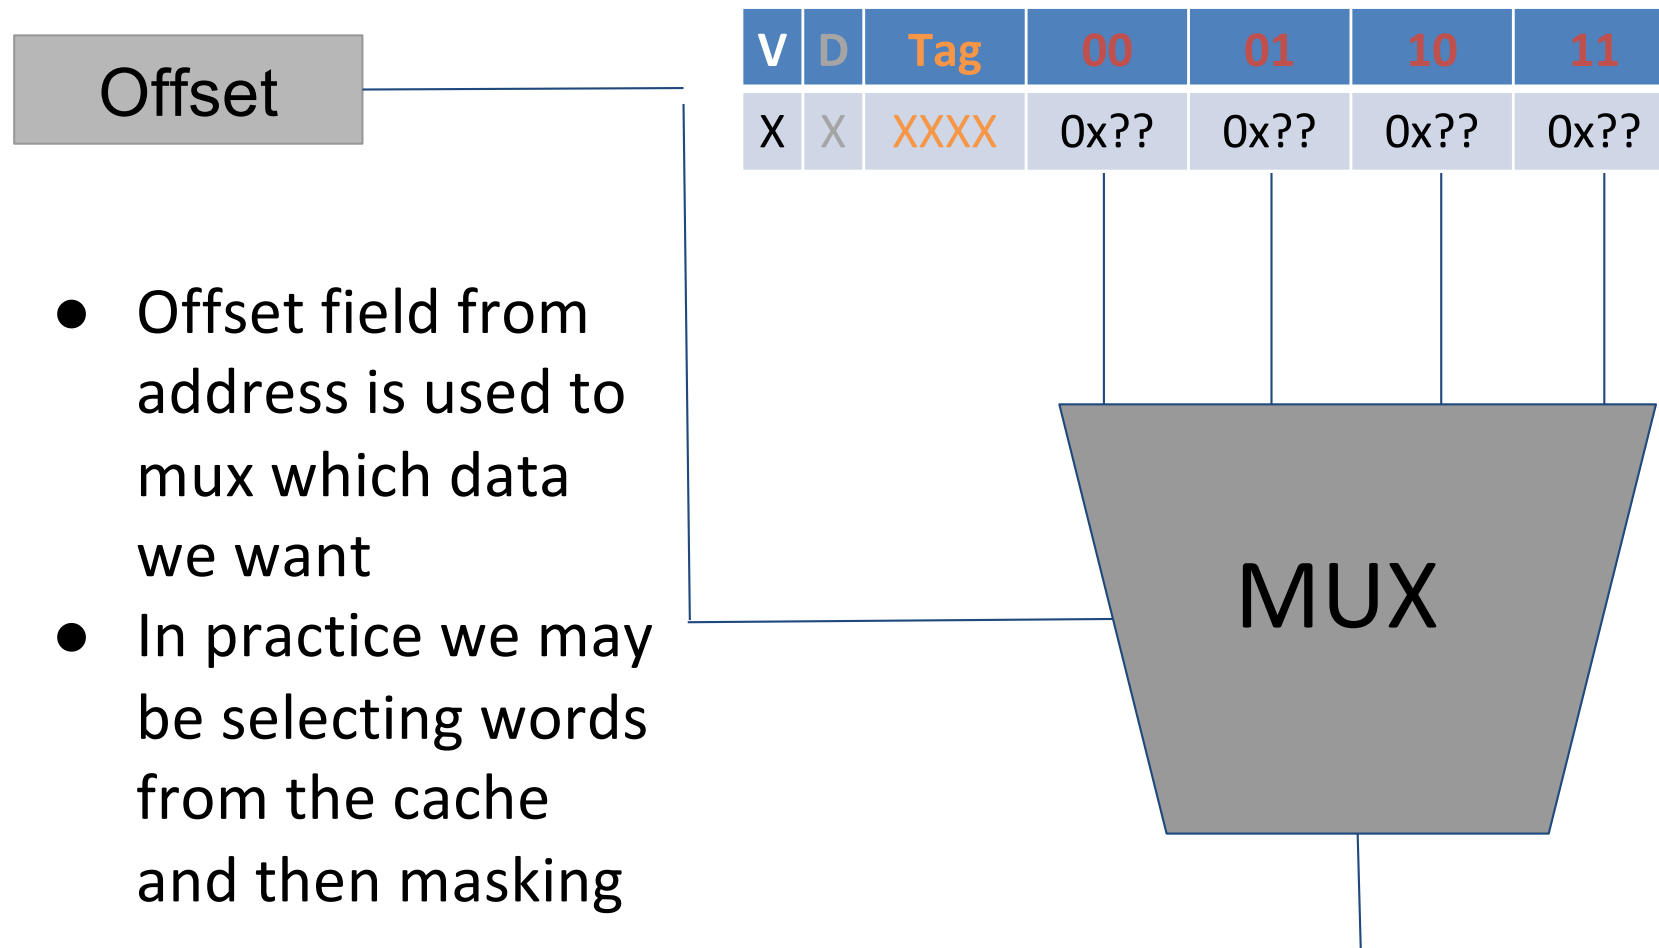 Offset
V D Tag 00 01 10 11
X X XXXX 0x?? 0x?? 0x?? 0x??
● Offset field from
address is used to
mux which data
we want
● In practice we may
be selecting words
from the cache
and then masking
MUX